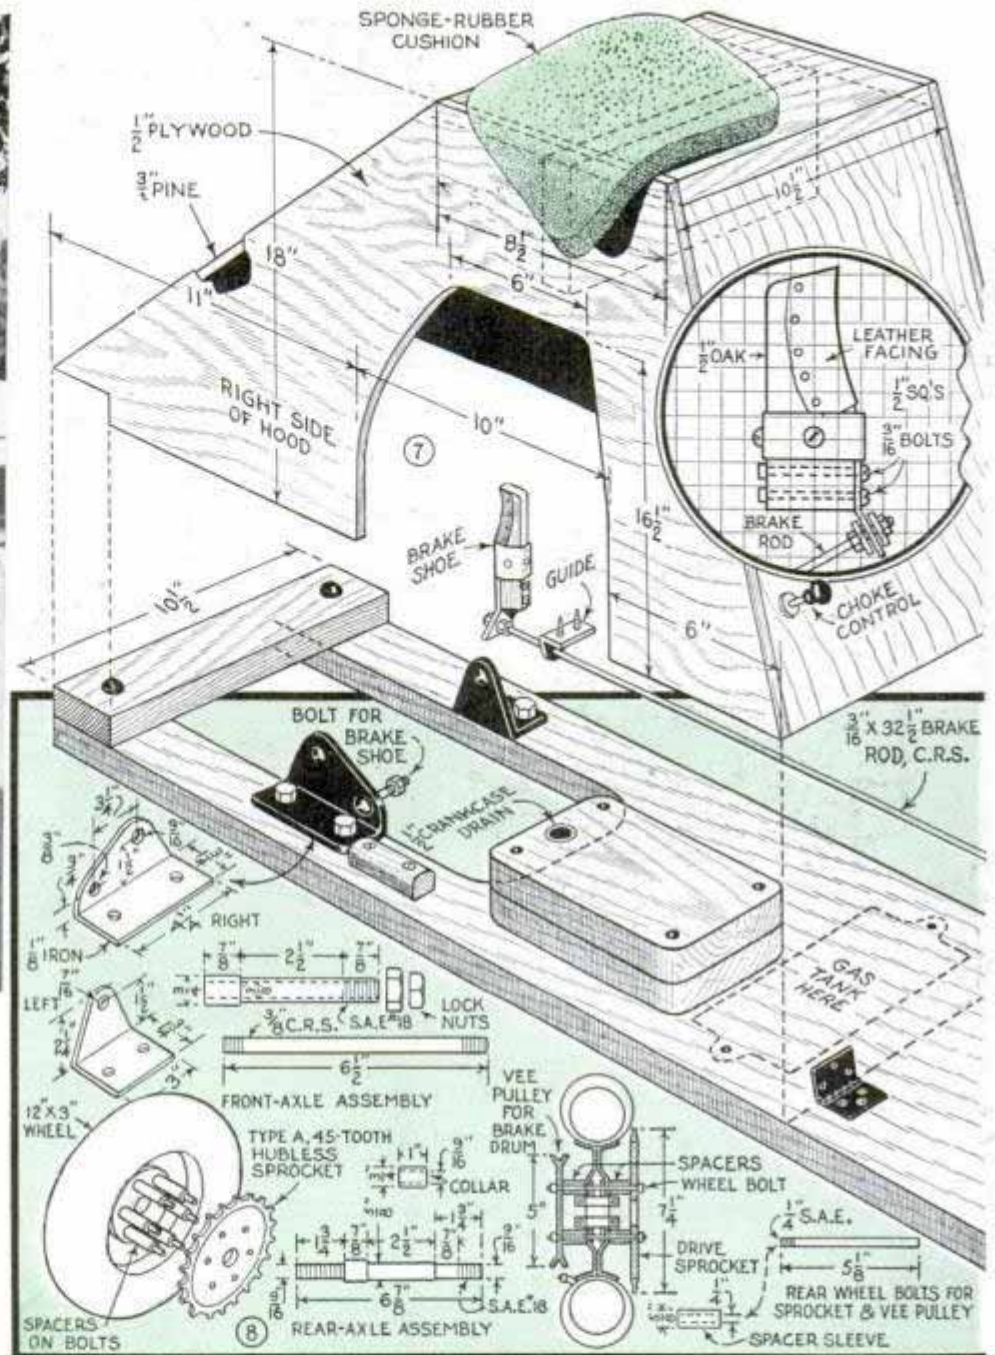 SPONGE-RUBBER
CUSHION
1/2" PLYWOOD
PINE
18"
11"
8 1/2"
6"
10 1/2"
RIGHT SIDE
OF HOOD
10"
7
1/2" OAK
LEATHER
FACING
1/2" SQ'S
3/16" BOLTS
BRAKE
ROD
CHOKE
CONTROL
16 1/2"
6"
BRAKE
SHOE
GUIDE
10 1/2"
BOLT FOR
BRAKE
SHOE
3/16" X 32 1/2" BRAKE
ROD, C.R.S.
1/2" CRANKCASE
DRAIN
GAS
TANK
HERE
RIGHT
1/8" IRON
LEFT
3"
7/8"
2 1/2"
7/8"
LOCK
NUTS
3/8" C.R.S.
S.A.E. #18
6 1/2"
FRONT-AXLE ASSEMBLY
12" X 3"
WHEEL
TYPE A, 45-TOOTH
HUBLESS
SPROCKET
1"
9/16"
COLLAR
1 3/4"
7/8"
2 1/2"
7/8"
1 3/4"
9/16"
9/16"
6 7/8"
S.A.E. #18
SPACERS
ON BOLTS
8
REAR-AXLE ASSEMBLY
VEE
PULLEY
FOR
BRAKE
DRUM
SPACERS
WHEEL BOLT
5"
7 1/4"
DRIVE
SPROCKET
1/4"
SPACER SLEEVE
1/4" S.A.E.
5 1/8"
REAR WHEEL BOLTS FOR
SPROCKET & VEE PULLEY